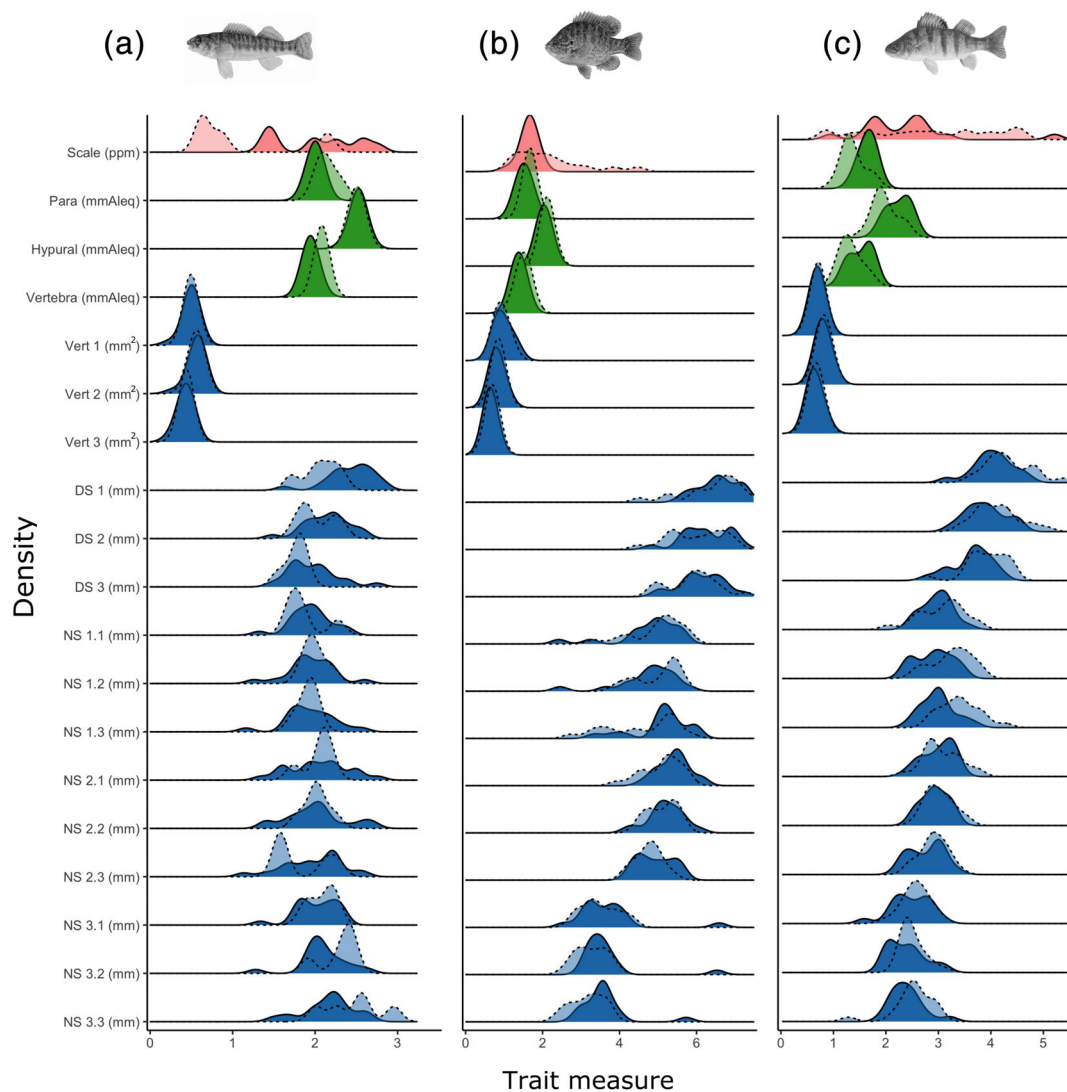 (a) (b) (c)
Scale (ppm)
Para (mmAleq)
Hypural (mmAleq)
Vertebra (mmAleq)
Vert 1 (mm²)
Vert 2 (mm²)
Vert 3 (mm²)
DS 1 (mm)
DS 2 (mm)
DS 3 (mm)
NS 1.1 (mm)
NS 1.2 (mm)
NS 1.3 (mm)
NS 2.1 (mm)
NS 2.2 (mm)
NS 2.3 (mm)
NS 3.1 (mm)
NS 3.2 (mm)
NS 3.3 (mm)
Density
0 1 2 3 0 2 4 6 0 1 2 3 4 5
Trait measure